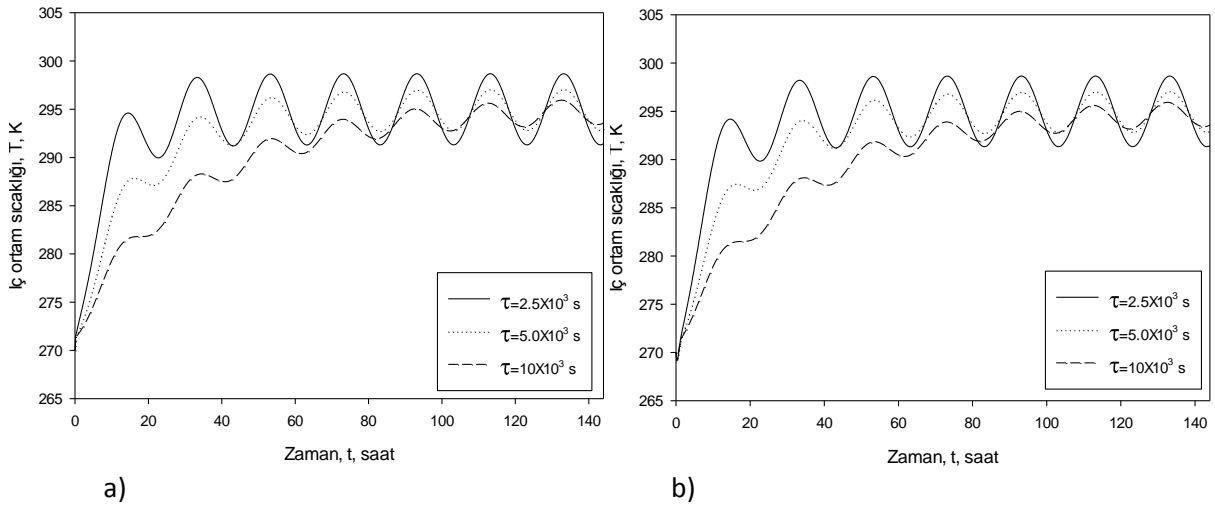 305
300
295
290
285
280
275
270
265
İç ortam sıcaklığı, T, K
τ=2.5X10³ s
τ=5.0X10³ s
τ=10X10³ s
0 20 40 60 80 100 120 140
Zaman, t, saat
a)
305
300
295
290
285
280
275
270
265
İç ortam sıcaklığı, T, K
τ=2.5X10³ s
τ=5.0X10³ s
τ=10X10³ s
0 20 40 60 80 100 120 140
Zaman, t, saat
b)